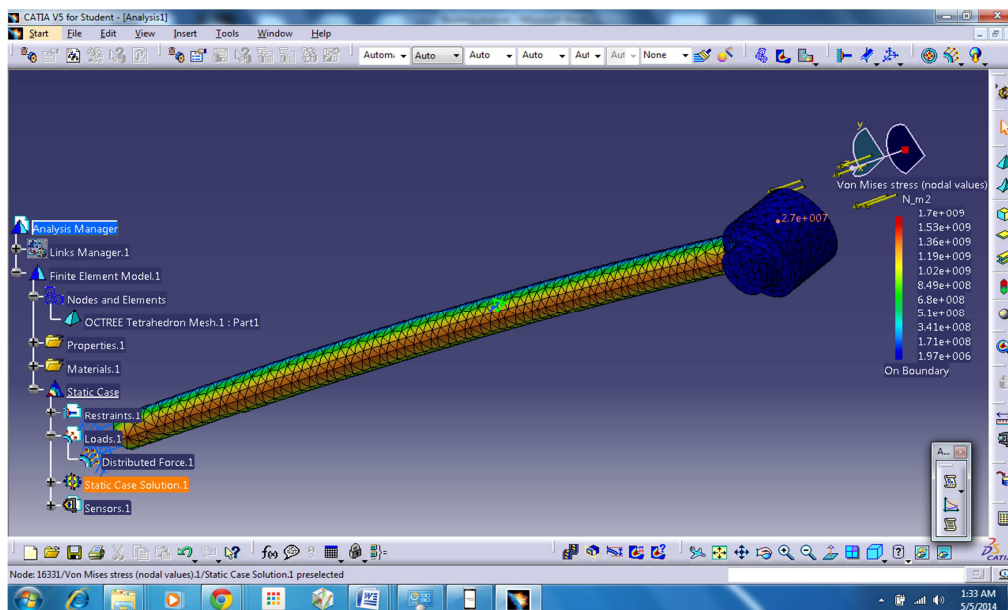 CATIA V5 for Student - [Analysis1]
Start File Edit View Insert Tools Window Help
Auto Auto Auto Aul Aul None
y
x
Von Mises stress (nodal values)
N_m2
2.7e+007
1.7e+009
1.53e+009
1.36e+009
1.19e+009
1.02e+009
8.49e+008
6.8e+008
5.1e+008
3.41e+008
1.71e+008
1.97e+006
On Boundary
Analysis Manager
Links Manager.1
Finite Element Model.1
Nodes and Elements
OCTREE Tetrahedron Mesh.1 : Part1
Properties.1
Materials.1
Static Case
Restraints.1
Loads.1
Distributed Force.1
Static Case Solution.1
Sensors.1
A...
f(x)
CATIA
Node: 16331/Von Mises stress (nodal values).1/Static Case Solution.1 preselected
1:33 AM
5/5/2014